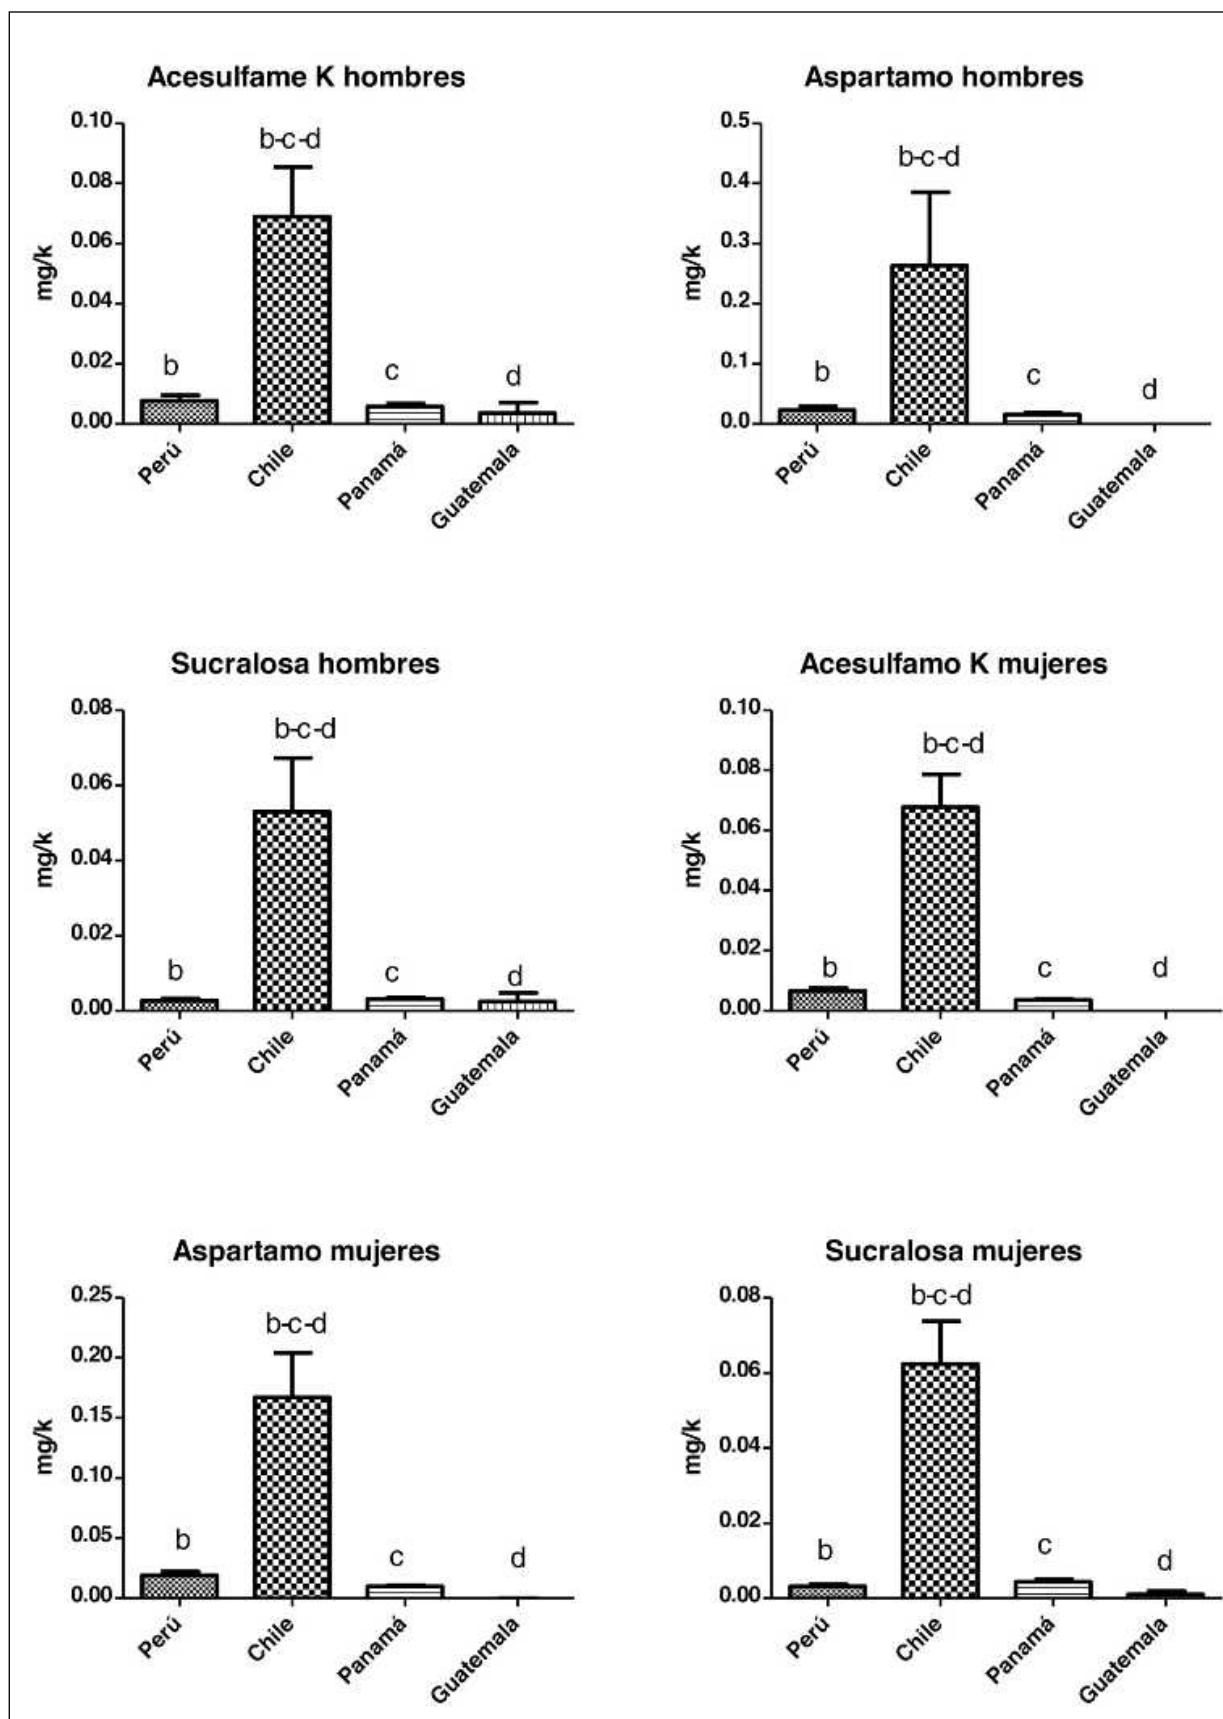 Acesulfame K hombres
0.10
0.08
0.06
0.04
0.02
0.00
mg/k
b
b-c-d
c
d
Perú
Chile
Panamá
Guatemala
Aspartamo hombres
0.5
0.4
0.3
0.2
0.1
0.0
mg/k
b
b-c-d
c
d
Perú
Chile
Panamá
Guatemala
Sucralosa hombres
0.08
0.06
0.04
0.02
0.00
mg/k
b
b-c-d
c
d
Perú
Chile
Panamá
Guatemala
Acesulfamo K mujeres
0.10
0.08
0.06
0.04
0.02
0.00
mg/k
b
b-c-d
c
d
Perú
Chile
Panamá
Guatemala
Aspartamo mujeres
0.25
0.20
0.15
0.10
0.05
0.00
mg/k
b
b-c-d
c
d
Perú
Chile
Panamá
Guatemala
Sucralosa mujeres
0.08
0.06
0.04
0.02
0.00
mg/k
b
b-c-d
c
d
Perú
Chile
Panamá
Guatemala